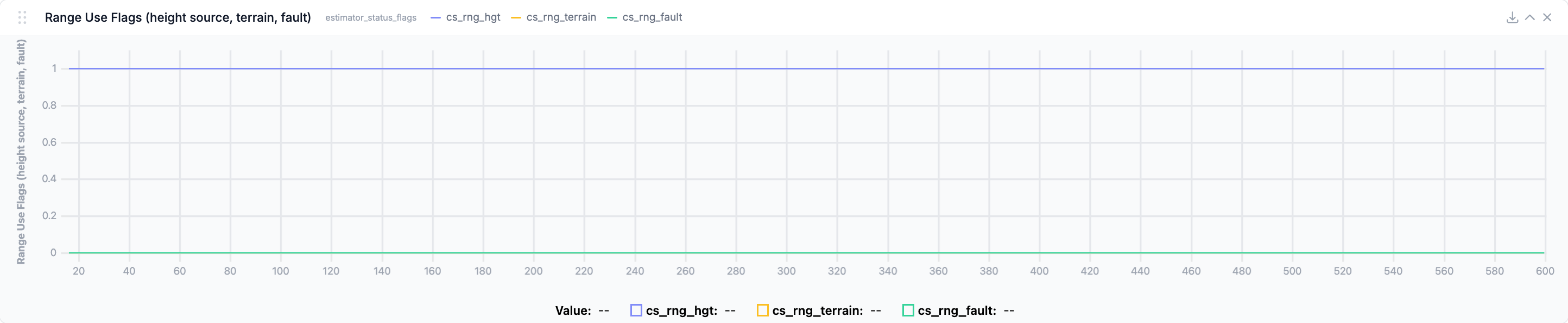 Range Use Flags (height source, terrain, fault) estimator_status_flags cs_rng_hgt cs_rng_terrain cs_rng_fault
Range Use Flags (height source, terrain, fault)
1
0.8
0.6
0.4
0.2
0
20 40 60 80 100 120 140 160 180 200 220 240 260 280 300 320 340 360 380 400 420 440 460 480 500 520 540 560 580 600
Value: -- cs_rng_hgt: -- cs_rng_terrain: -- cs_rng_fault: --